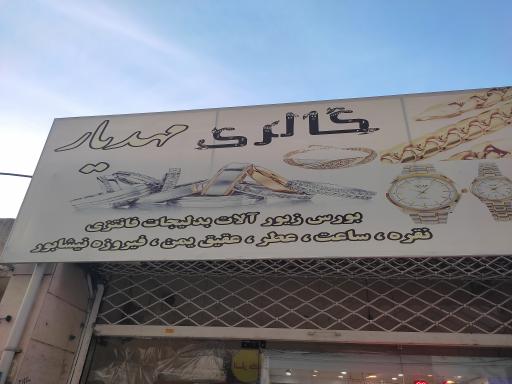 گالری مهدیار
بورس زیور آلات بدلیجات فانتزی
نقره ، ساعت ، عطر ، عقیق یمن ، فیروزه نیشابور